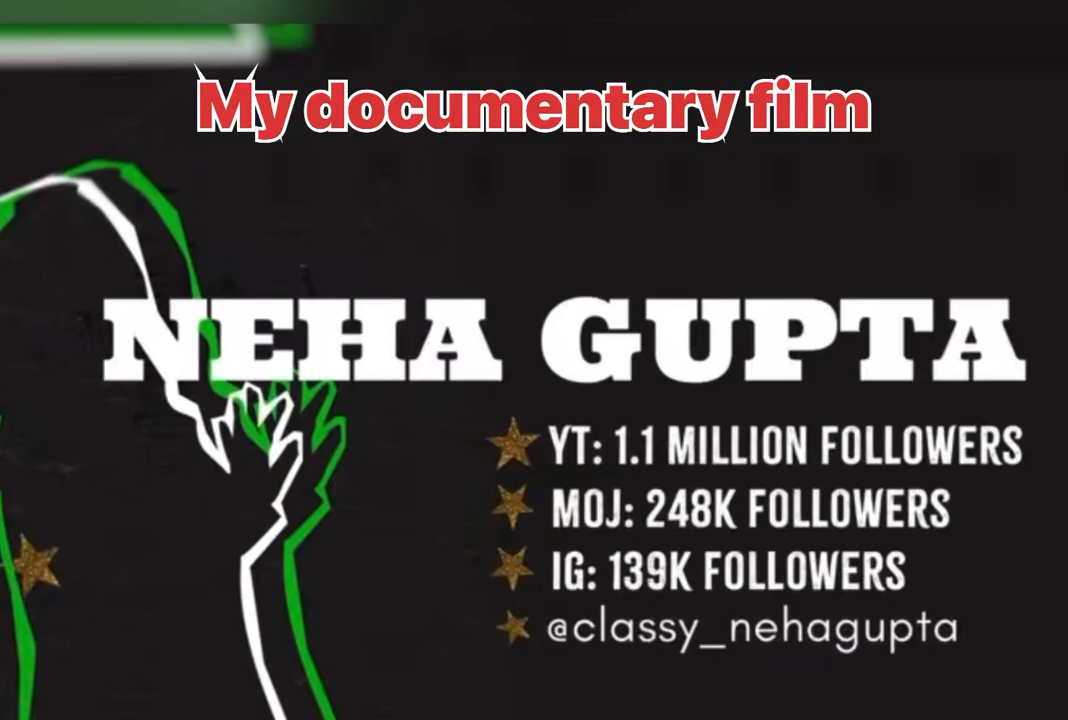 My documentary film
NEHA GUPTA
YT: 1.1 MILLION FOLLOWERS
MOJ: 248K FOLLOWERS
IG: 139K FOLLOWERS
@classy_nehagupta